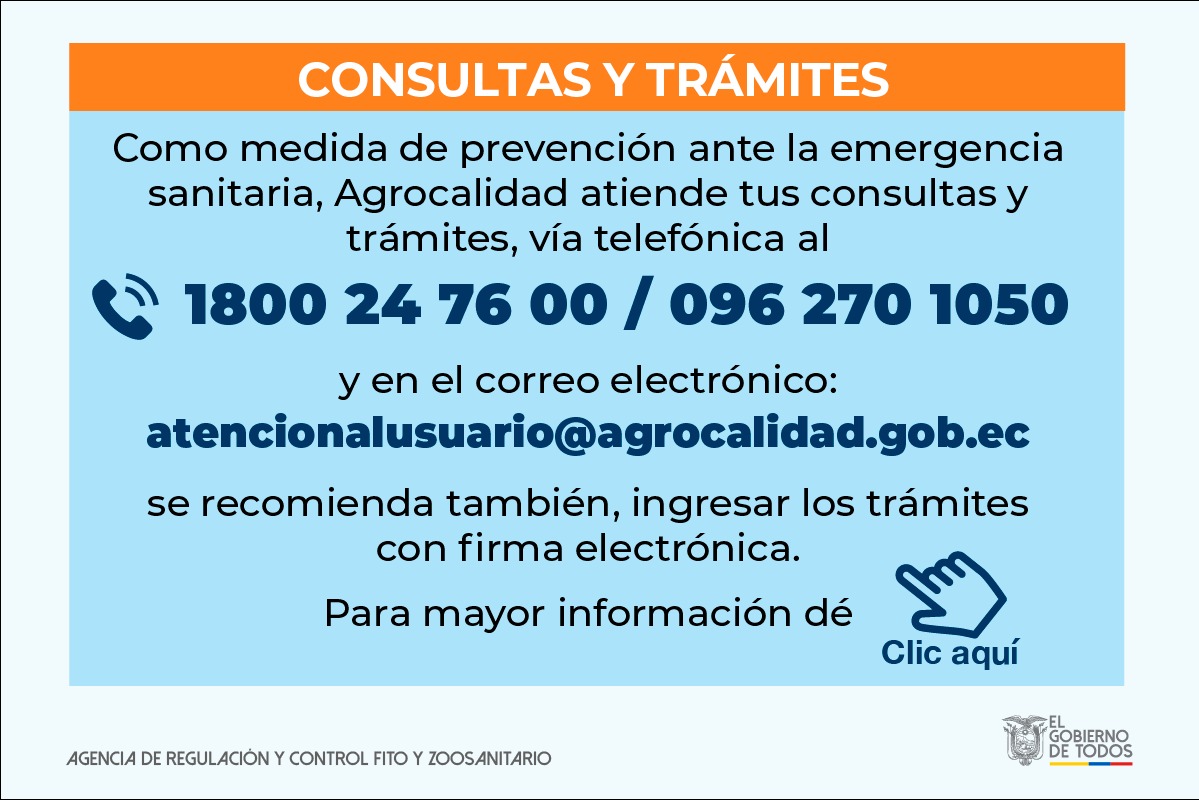 CONSULTAS Y TRÁMITES
Como medida de prevención ante la emergencia
sanitaria, Agrocalidad atiende tus consultas y
trámites, vía telefónica al
1800 24 76 00 / 096 270 1050
y en el correo electrónico:
atencionalusuario@agrocalidad.gob.ec
se recomienda también, ingresar los trámites
con firma electrónica.
Para mayor información dé
Clic aquí
AGENCIA DE REGULACIÓN Y CONTROL FITO Y ZOOSANITARIO
EL
GOBIERNO
DE TODOS